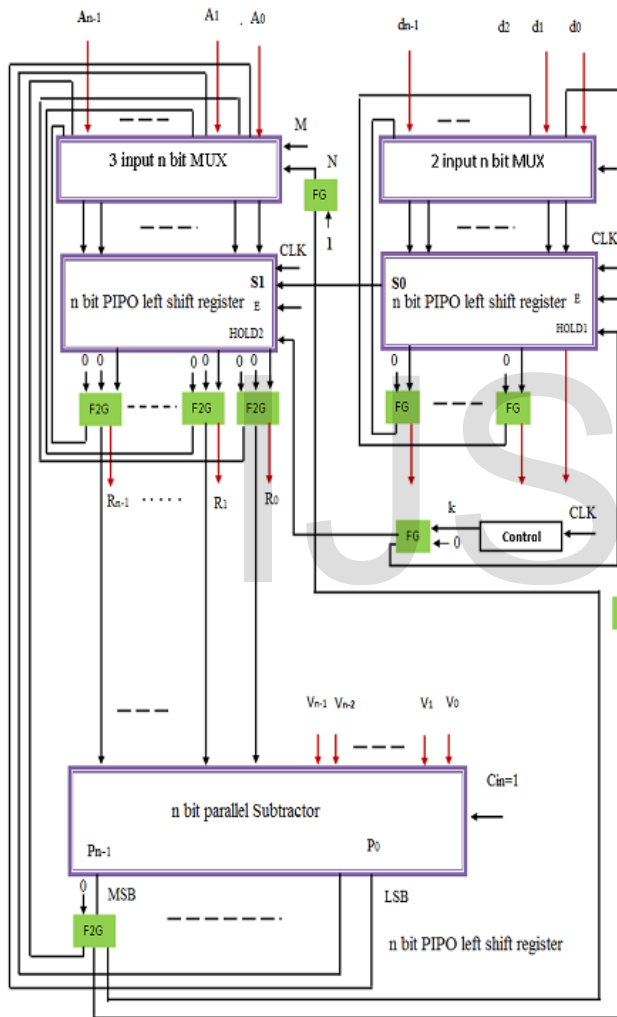 An-1 A1 . A0 dn-1 d2 d1 d0
M
3 input n bit MUX N 2 input n bit MUX
FG
1
CLK CLK
S1 S0
n bit PIPO left shift register E n bit PIPO left shift register E
HOLD2 HOLD1
0 0 0 0 0 0 0 0
F2G F2G F2G FG FG
Rn-1 R1 R0
IJS
k CLK
FG 0 Control
Vn-1 Vn-2 V1 V0
Cin=1
n bit parallel Subtractor
Pn-1 P0
0 MSB LSB
F2G
n bit PIPO left shift register